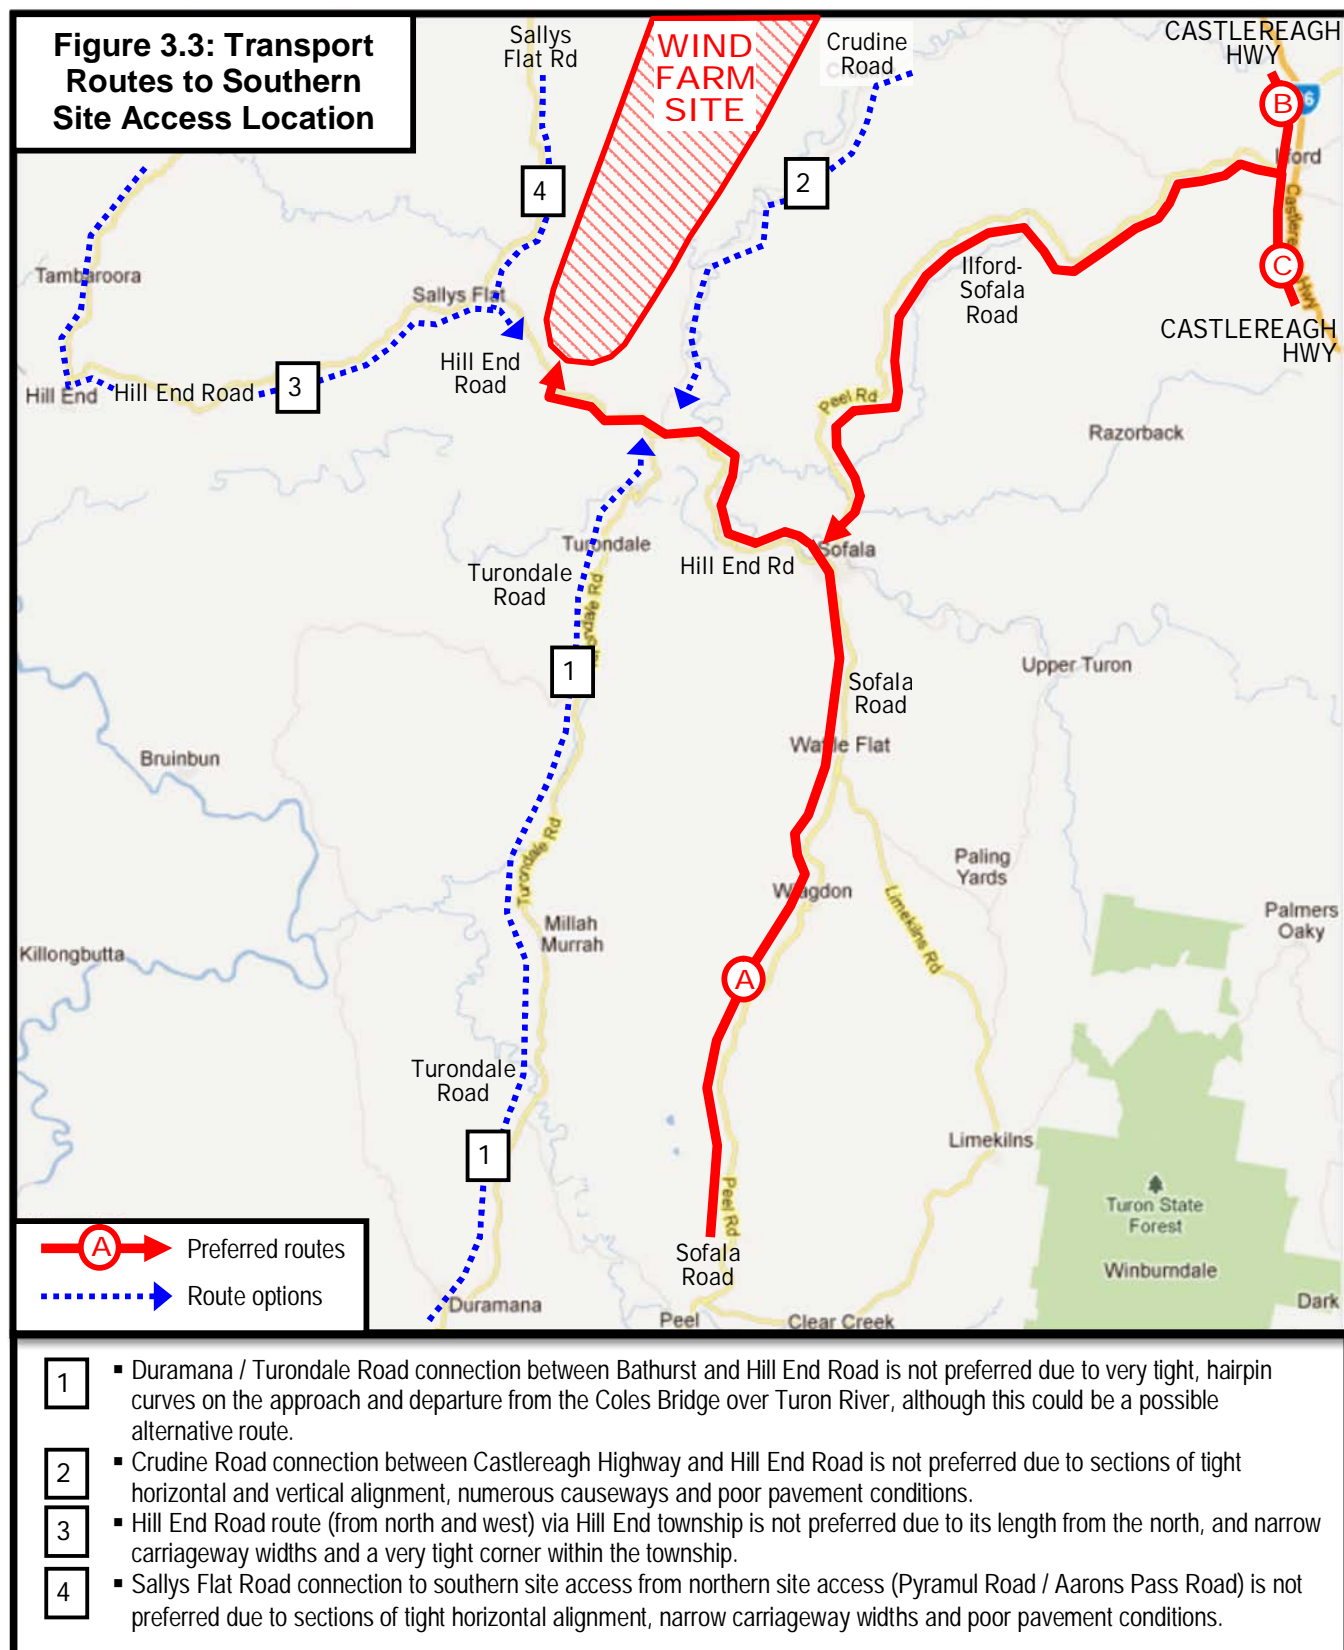 Figure 3.3: Transport
Routes to Southern
Site Access Location
Sallys
Flat Rd
WIND
FARM
SITE
Crudine
Road
CASTLEREAGH
HWY
B
6
Ilford
4
2
Castlere
C
Hwy
CASTLEREAGH
HWY
Tambaroora
Sallys Flat
Ilford-
Sofala
Road
Hill End
Road
Hill End
Hill End Road
3
Peel Rd
Razorback
Turondale
Turondale
Road
Hill End Rd
Sofala
ondale Rd
1
Upper Turon
Sofala
Road
Wattle Flat
Bruinbun
Turondale Rd
Paling
Yards
Wiagdon
Limekilns Rd
Palmers
Oaky
Millah
Murrah
Killongbutta
A
Turondale
Road
1
Limekilns
Peel Rd
Turon State
Forest
Winburndale
Sofala
Road
Dark
Duramana
Peel
Clear Creek
A Preferred routes
Route options
1 ▪ Duramana / Turondale Road connection between Bathurst and Hill End Road is not preferred due to very tight, hairpin
curves on the approach and departure from the Coles Bridge over Turon River, although this could be a possible
alternative route.
2 ▪ Crudine Road connection between Castlereagh Highway and Hill End Road is not preferred due to sections of tight
horizontal and vertical alignment, numerous causeways and poor pavement conditions.
3 ▪ Hill End Road route (from north and west) via Hill End township is not preferred due to its length from the north, and narrow
carriageway widths and a very tight corner within the township.
4 ▪ Sallys Flat Road connection to southern site access from northern site access (Pyramul Road / Aarons Pass Road) is not
preferred due to sections of tight horizontal alignment, narrow carriageway widths and poor pavement conditions.